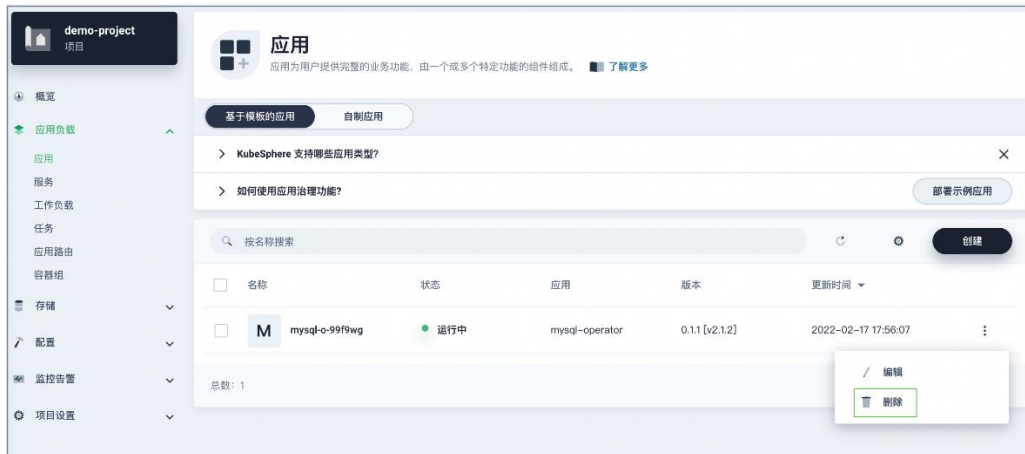 demo-project
项目
概览
应用负载
应用
服务
工作负载
任务
应用路由
容器组
存储
配置
监控告警
项目设置
应用
应用为用户提供完整的业务功能，由一个或多个特定功能的组件组成。 了解更多
基于模板的应用 自制应用
KubeSphere 支持哪些应用类型?
如何使用应用治理功能? 部署示例应用
按名称搜索 创建
名称 状态 应用 版本 更新时间
M mysql-o-99f9wg 运行中 mysql-operator 0.1.1 [v2.1.2] 2022-02-17 17:56:07
编辑
删除
总数: 1